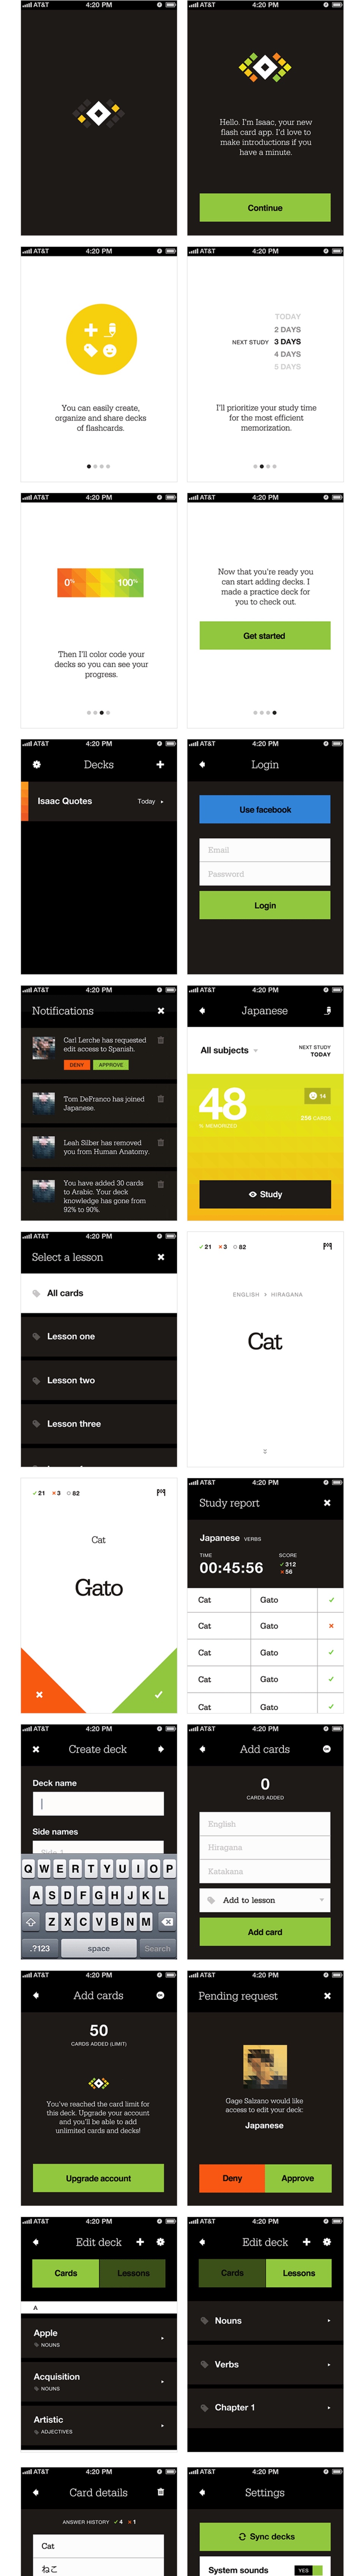 AT&T 4:20 PM
AT&T 4:20 PM
Hello. I'm Isaac, your new
flash card app. I'd love to
make introductions if you
have a minute.
Continue
AT&T 4:20 PM
You can easily create,
organize and share decks
of flashcards.
AT&T 4:20 PM
TODAY
2 DAYS
NEXT STUDY 3 DAYS
4 DAYS
5 DAYS
I'll prioritize your study time
for the most efficient
memorization.
AT&T 4:20 PM
0% 100%
Then I'll color code your
decks so you can see your
progress.
AT&T 4:20 PM
Now that you're ready you
can start adding decks. I
made a practice deck for
you to check out.
Get started
AT&T 4:20 PM
Decks
Isaac Quotes Today
AT&T 4:20 PM
Login
Use facebook
Email
Password
Login
AT&T 4:20 PM
Notifications
Carl Lerche has requested
edit access to Spanish.
DENY APPROVE
Tom DeFranco has joined
Japanese.
Leah Silber has removed
you from Human Anatomy.
You have added 30 cards
to Arabic. Your deck
knowledge has gone from
92% to 90%.
AT&T 4:20 PM
Japanese
All subjects
NEXT STUDY
TODAY
48
% MEMORIZED
14
Study
AT&T 4:20 PM
Select a lesson
All cards
Lesson one
Lesson two
Lesson three
21 3 82
ENGLISH HIRAGANA
Cat
21 3 82
Cat
Gato
AT&T 4:20 PM
Study report
Japanese VERBS
TIME
00:45:56
SCORE
312
56
Cat Gato
Cat Gato
Cat Gato
Cat Gato
Cat Gato
AT&T 4:20 PM
Create deck
Deck name
Side names
Side 1
Q W E R T Y U I O P
A S D F G H J K L
Z X C V B N M
.?123 space Search
AT&T 4:20 PM
Add cards
0
CARDS ADDED
English
Hiragana
Katakana
Add to lesson
Add card
AT&T 4:20 PM
Add cards
50
CARDS ADDED (LIMIT)
You've reached the card limit for
this deck. Upgrade your account
and you'll be able to add
unlimited cards and decks!
Upgrade account
AT&T 4:20 PM
Pending request
Gage Salzano would like
access to edit your deck:
Japanese
Deny Approve
AT&T 4:20 PM
Edit deck
Cards Lessons
A
Apple
NOUNS
Acquisition
NOUNS
Artistic
ADJECTIVES
AT&T 4:20 PM
Edit deck
Cards Lessons
Nouns
Verbs
Chapter 1
AT&T 4:20 PM
Card details
ANSWER HISTORY 4 1
Cat
ねこ
AT&T 4:20 PM
Settings
Sync decks
System sounds YES